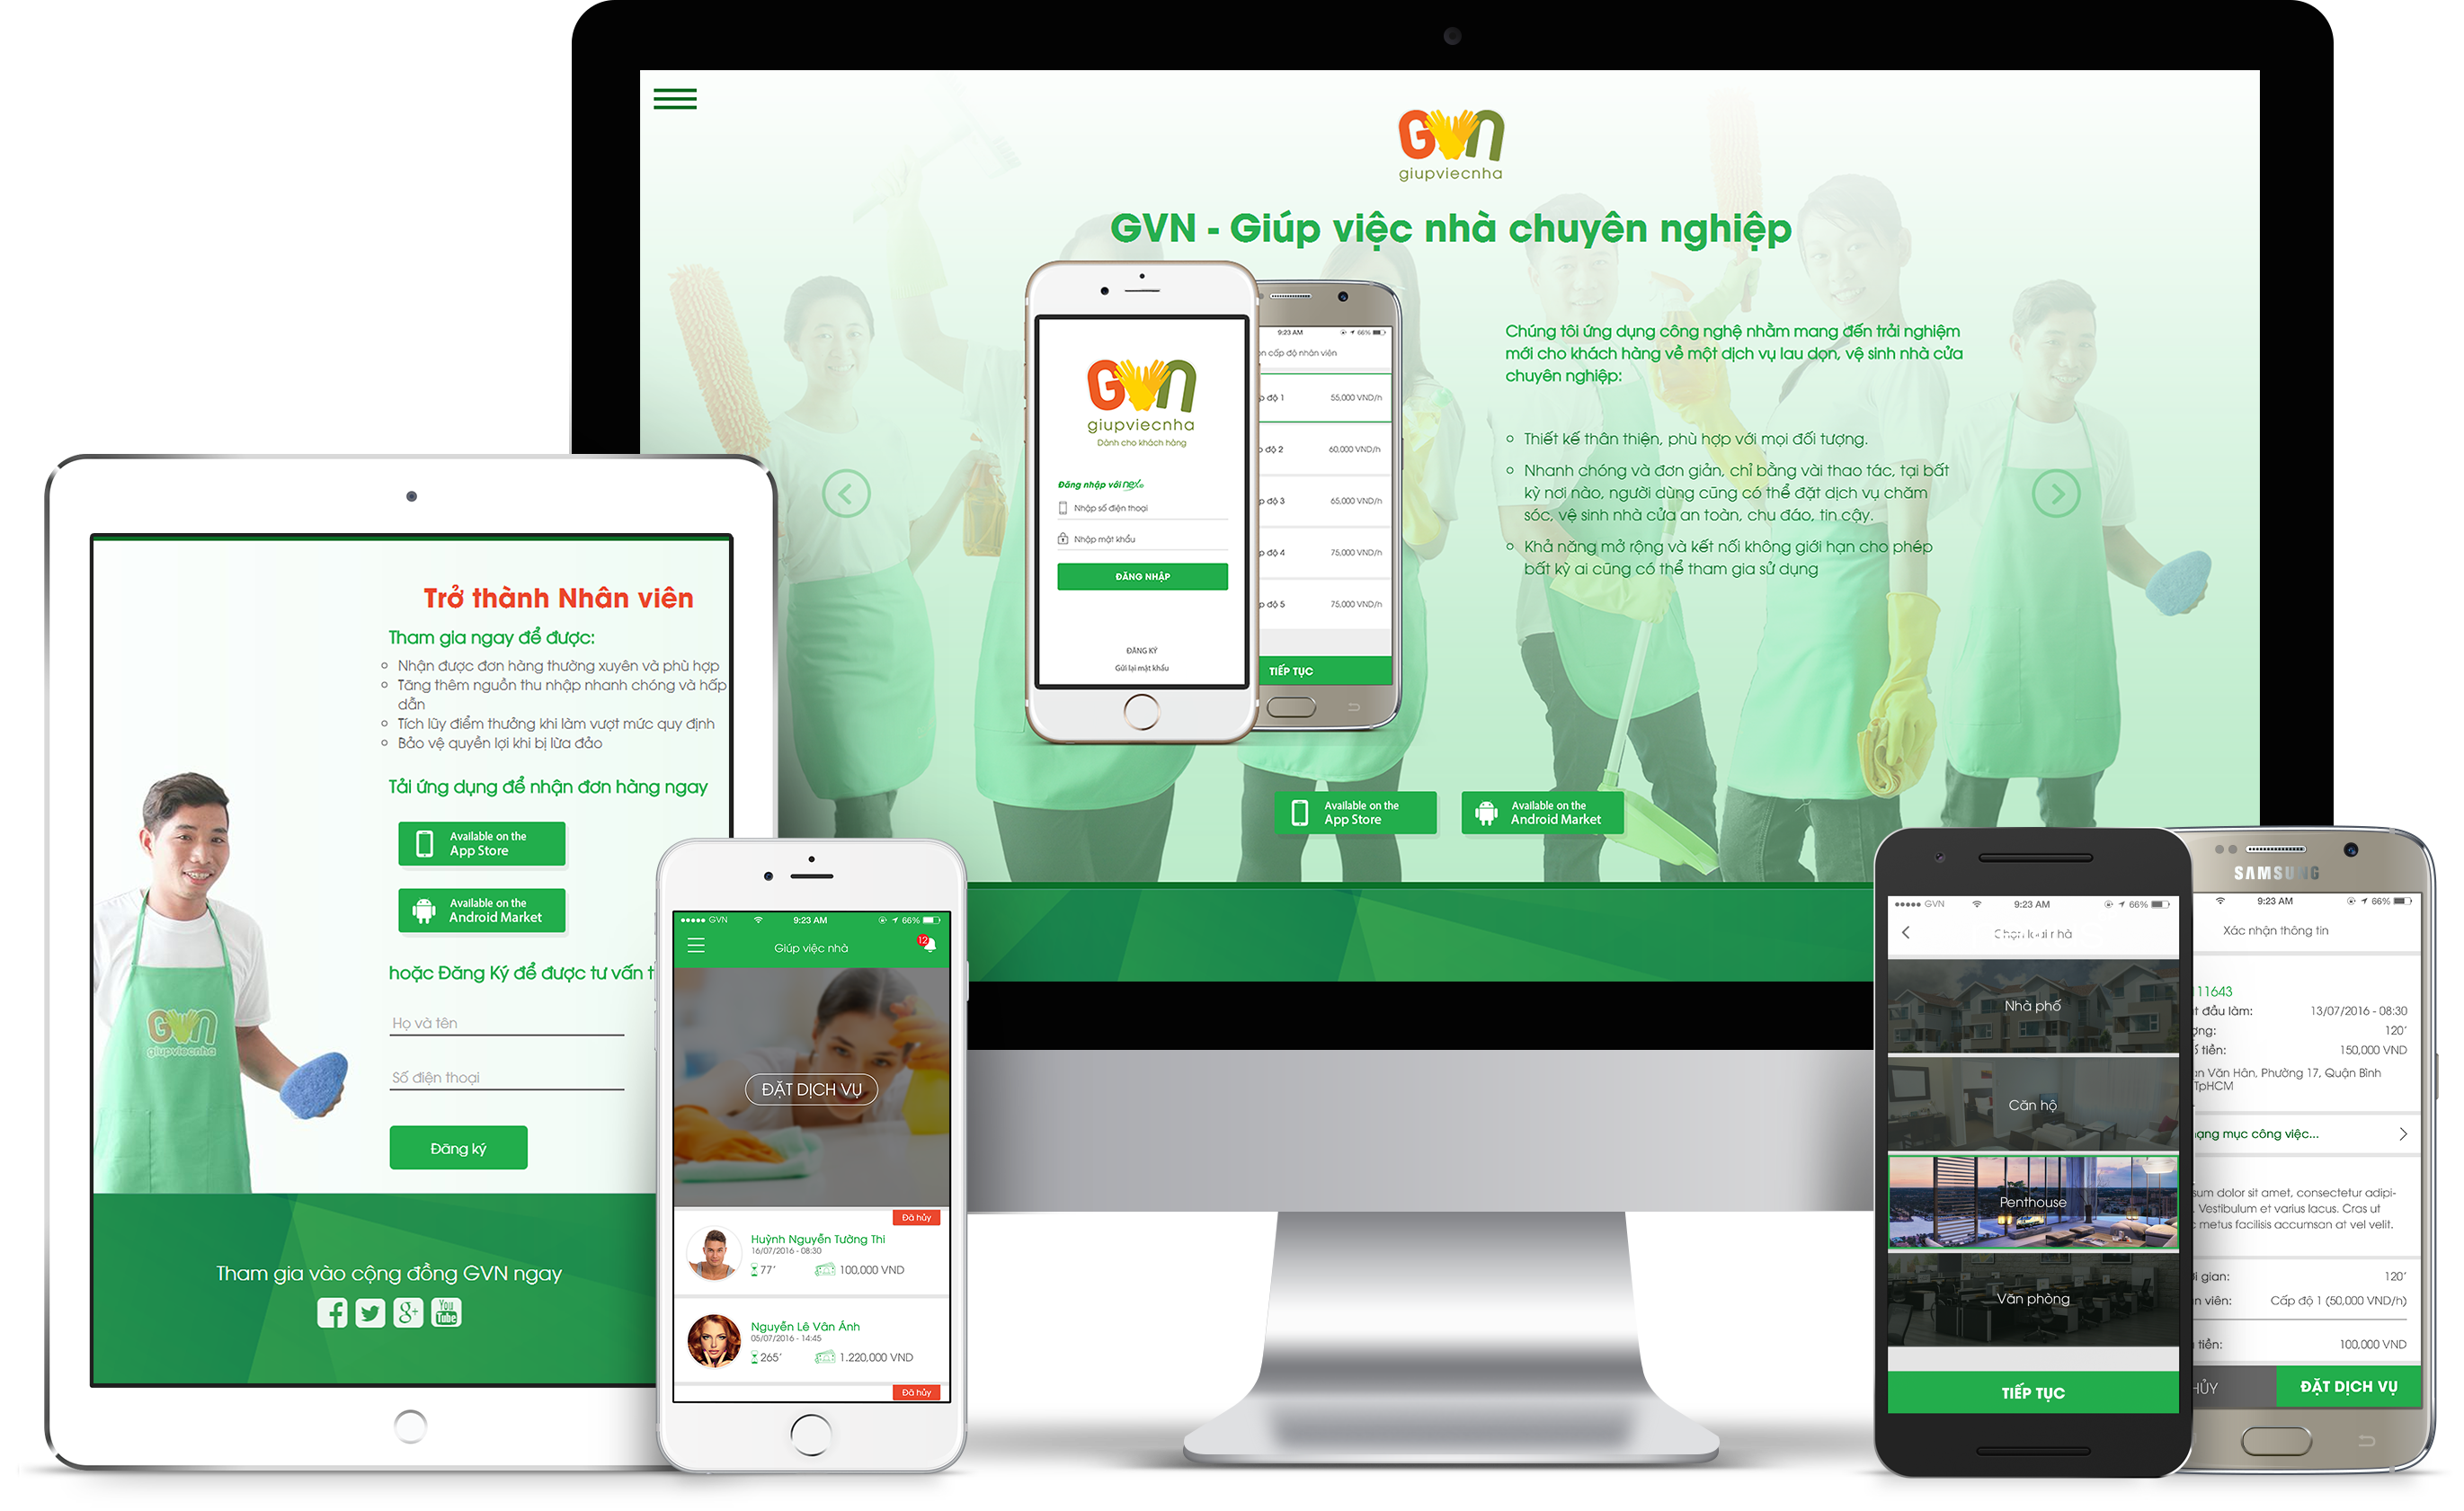 GVN
giupviecnha
GVN - Giúp việc nhà chuyên nghiệp
GVN
giupviecnha
Dành cho khách hàng
Đăng nhập với
Nhập số điện thoại
Nhập mật khẩu
ĐĂNG NHẬP
ĐĂNG KÝ
Gửi lại mật khẩu
9:23 AM 66%
cấp độ nhân viên
độ 1 55,000 VND/h
độ 2 60,000 VND/h
độ 3 65,000 VND/h
độ 4 75,000 VND/h
độ 5 75,000 VND/h
TIẾP TỤC
Chúng tôi ứng dụng công nghệ nhằm mang đến trải nghiệm
mới cho khách hàng về một dịch vụ lau dọn, vệ sinh nhà cửa
chuyên nghiệp:
Thiết kế thân thiện, phù hợp với mọi đối tượng.
Nhanh chóng và đơn giản, chỉ bằng vài thao tác, tại bất
kỳ nơi nào, người dùng cũng có thể đặt dịch vụ chăm
sóc, vệ sinh nhà cửa an toàn, chu đáo, tin cậy.
Khả năng mở rộng và kết nối không giới hạn cho phép
bất kỳ ai cũng có thể tham gia sử dụng
Available on the
App Store
Available on the
Android Market
Trở thành Nhân viên
Tham gia ngay để được:
Nhận được đơn hàng thường xuyên và phù hợp
Tăng thêm nguồn thu nhập nhanh chóng và hấp
dẫn
Tích lũy điểm thưởng khi làm vượt mức quy định
Bảo vệ quyền lợi khi bị lừa đảo
Tải ứng dụng để nhận đơn hàng ngay
Available on the
App Store
Available on the
Android Market
hoặc Đăng Ký để được tư vấn t
Họ và tên
Số điện thoại
Đăng ký
GVN
giupviecnha
Tham gia vào cộng đồng GVN ngay
You
Tube
GVN 9:23 AM 66%
Giúp việc nhà
12
ĐẶT DỊCH VỤ
Đã hủy
Huỳnh Nguyễn Tường Thi
16/07/2016 - 08:30
77' 100,000 VND
Nguyễn Lê Vân Ánh
05/07/2016 - 14:45
265' 1.220,000 VND
Đã hủy
GVN 9:23 AM 66%
Chọn loại nhà
Nhà phố
Căn hộ
Penthouse
Văn phòng
TIẾP TỤC
SAMSUNG
9:23 AM 66%
Xác nhận thông tin
111643
đầu làm: 13/07/2016 - 08:30
120'
tiền: 150,000 VND
Văn Hân, Phường 17, Quận Bình
TpHCM
mục công việc...
dolor sit amet, consectetur adipi-
Vestibulum et varius lacus. Cras ut
metus facilisis accumsan at vel velit.
gian: 120'
viên: Cấp độ 1 (50,000 VND/h)
tiền: 100,000 VND
HỦY
ĐẶT DỊCH VỤ